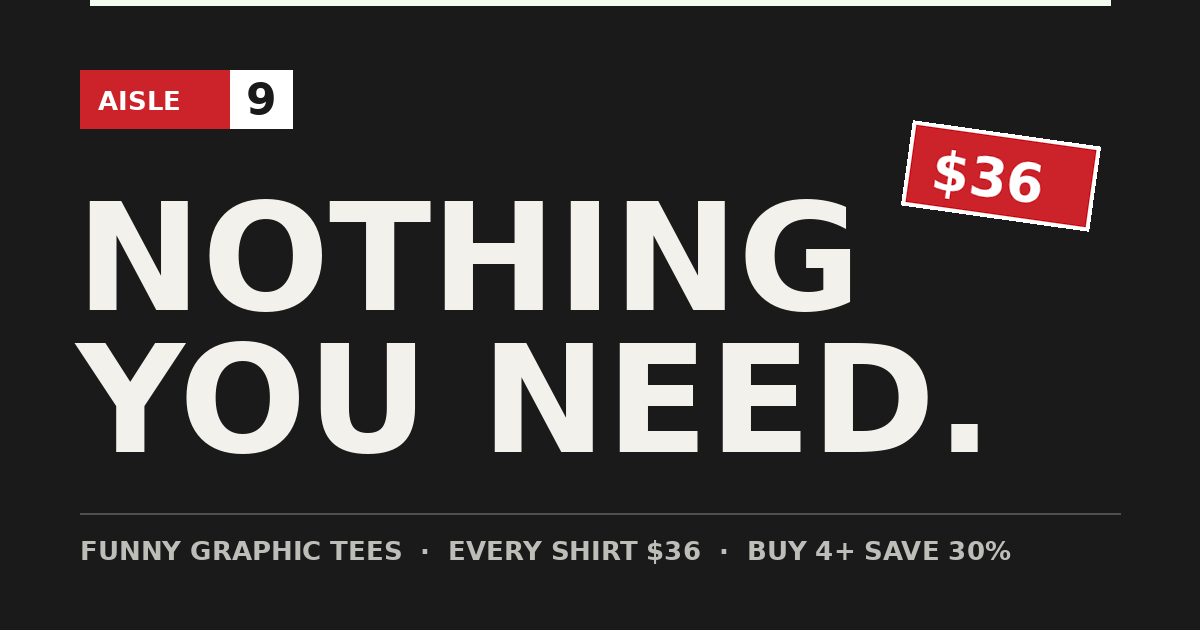 AISLE 9
$36
NOTHING
YOU NEED.
FUNNY GRAPHIC TEES · EVERY SHIRT $36 · BUY 4+ SAVE 30%